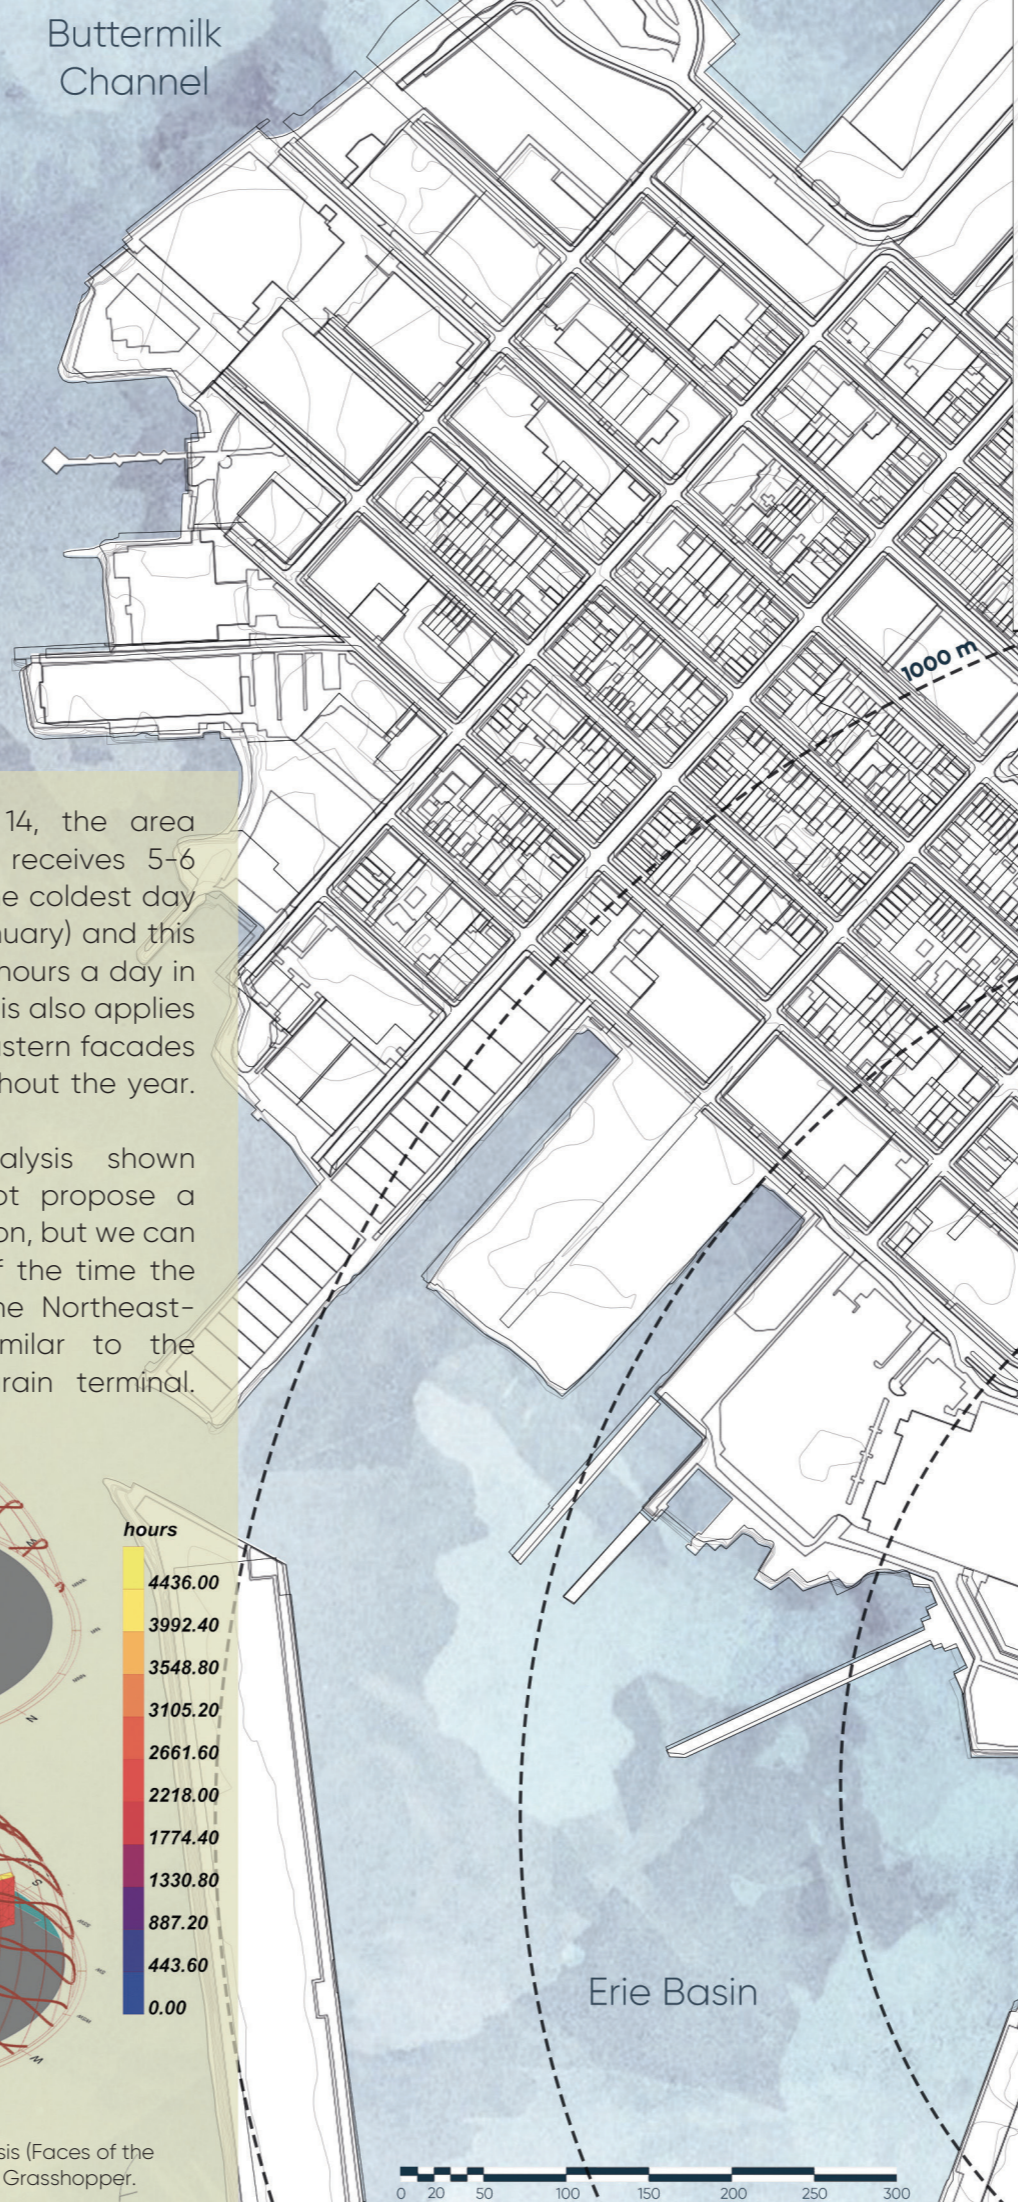 Buttermilk
Channel
1000 m
14, the area
receives 5-6
e coldest day
nuary) and this
hours a day in
is also applies
astern facades
hout the year.
alysis shown
ot propose a
on, but we can
f the time the
he Northeast-
milar to the
rain terminal.
hours
4436.00
3992.40
3548.80
3105.20
2661.60
2218.00
1774.40
1330.80
887.20
443.60
0.00
N
S
W
Erie Basin
sis (Faces of the
Grasshopper.
0 20 50 100 150 200 250 300